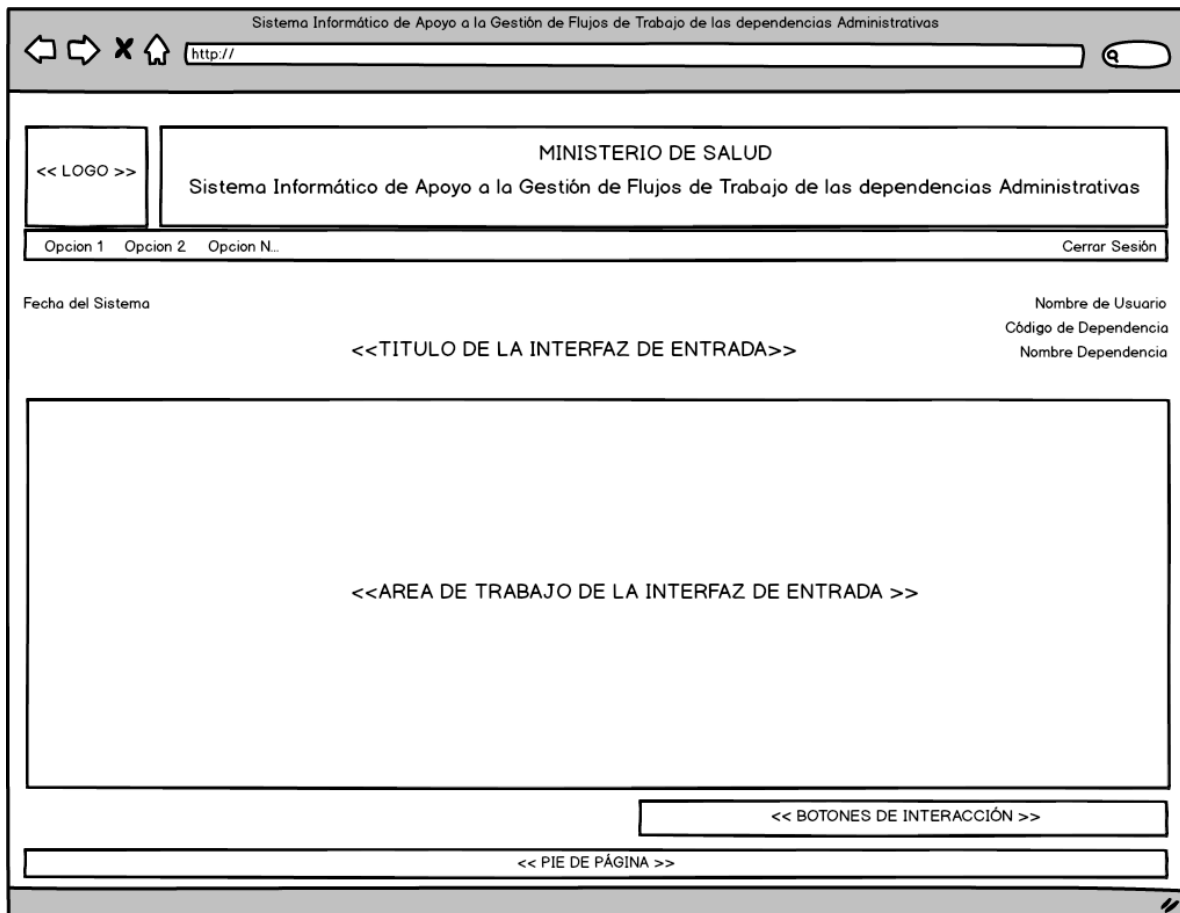 Sistema Informático de Apoyo a la Gestión de Flujos de Trabajo de las dependencias Administrativas
http://
<< LOGO >>
MINISTERIO DE SALUD
Sistema Informático de Apoyo a la Gestión de Flujos de Trabajo de las dependencias Administrativas
Opcion 1 Opcion 2 Opcion N... Cerrar Sesión
Fecha del Sistema
Nombre de Usuario
Código de Dependencia
<<TITULO DE LA INTERFAZ DE ENTRADA>>
Nombre Dependencia
<<AREA DE TRABAJO DE LA INTERFAZ DE ENTRADA >>
<< BOTONES DE INTERACCIÓN >>
<< PIE DE PÁGINA >>